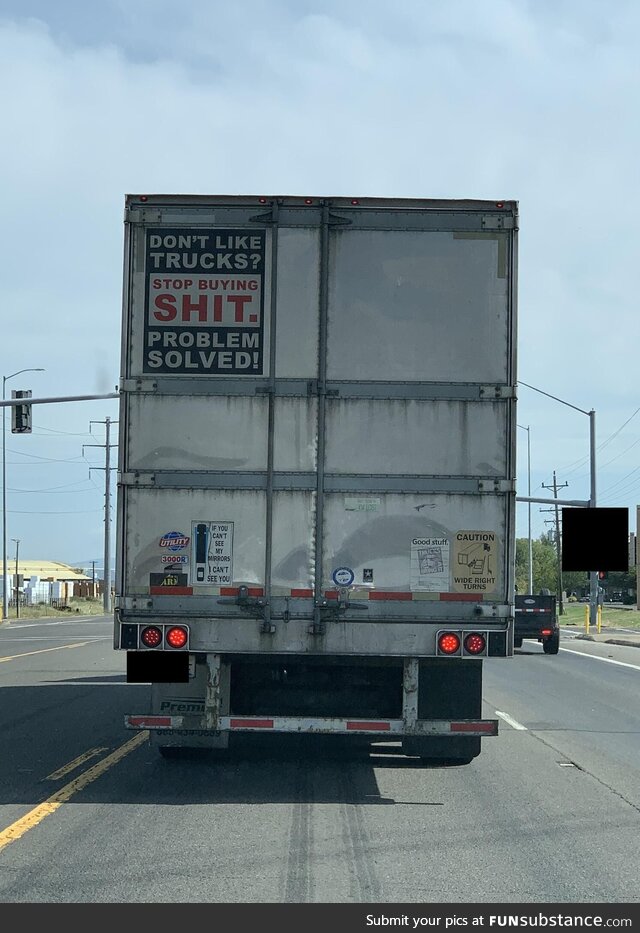 DON'T LIKE
TRUCKS?
STOP BUYING
SHIT.
PROBLEM
SOLVED!
UTILITY
3000R
IF YOU
CAN'T
SEE
MY
MIRRORS
I CAN'T
SEE YOU
Good stuff.
CAUTION
WIDE RIGHT
TURNS
Submit your pics at FUNsubstance.com